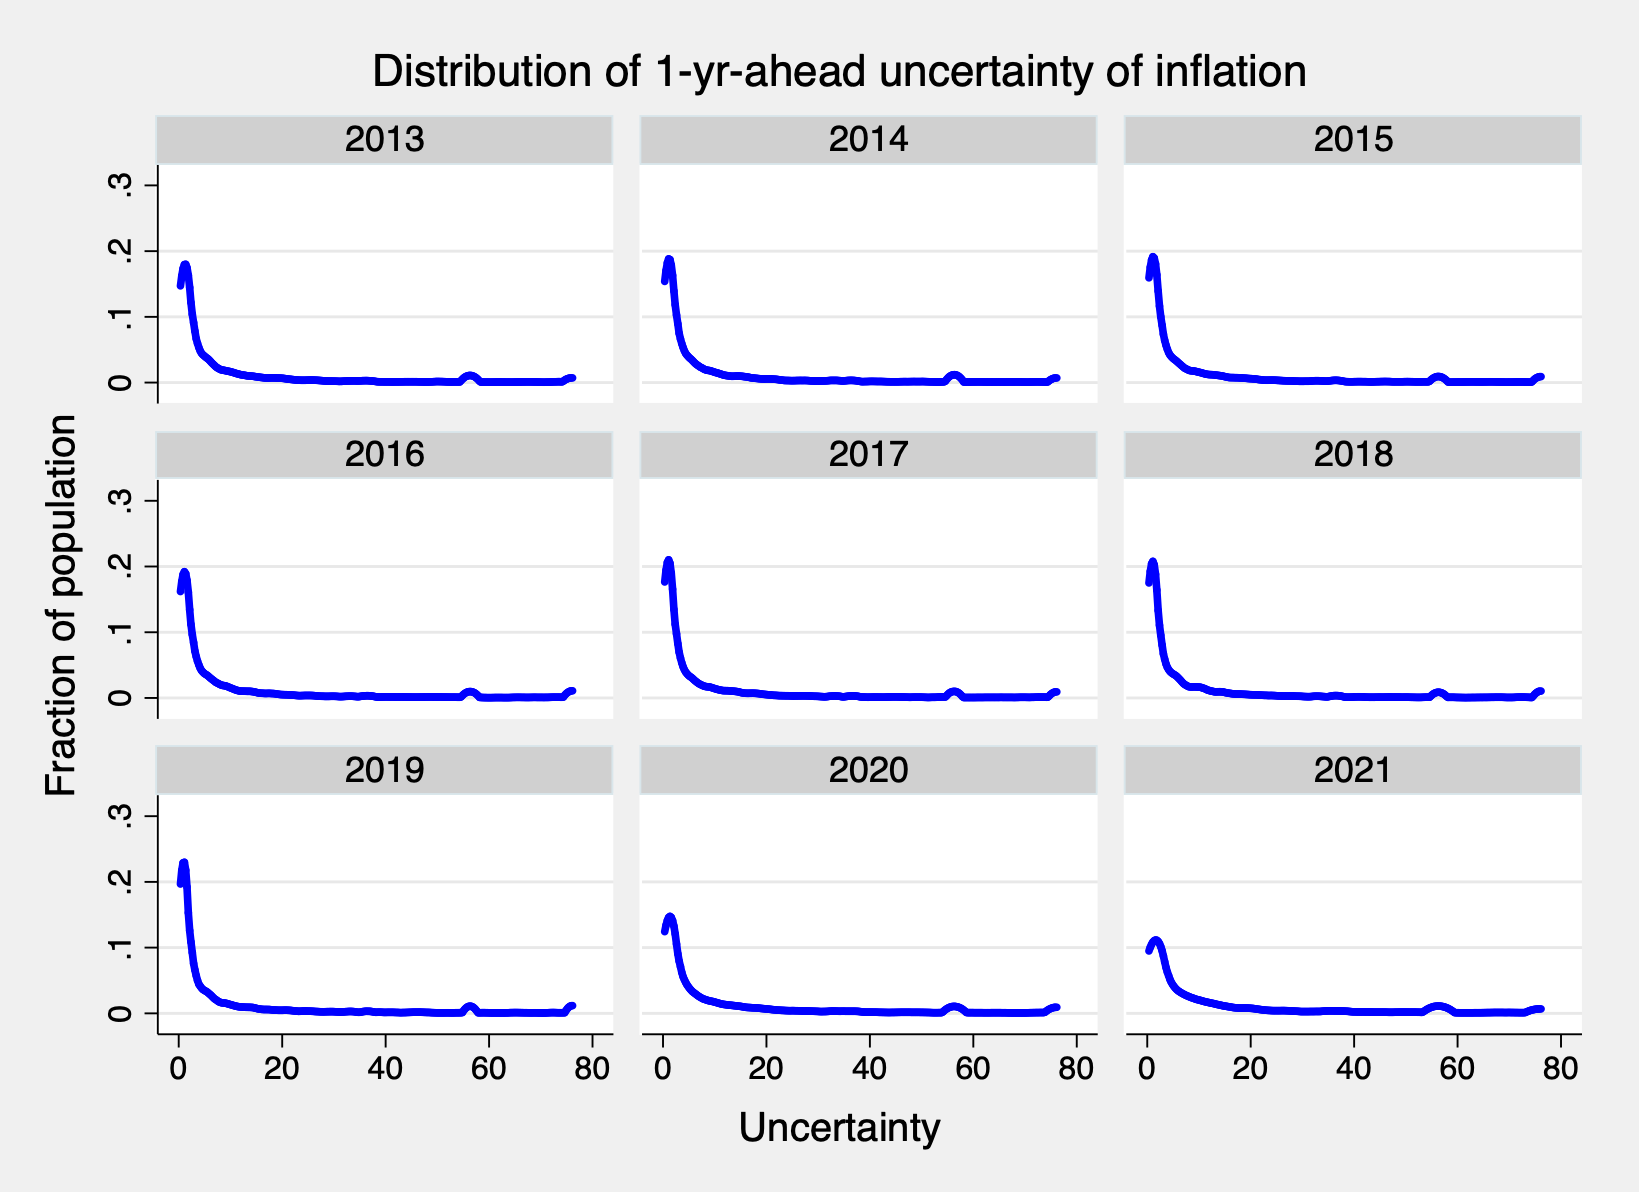 Distribution of 1-yr-ahead uncertainty of inflation
2013 2014 2015
.3
.2
.1
0
2016 2017 2018
.3
.2
.1
0
Fraction of population
2019 2020 2021
.3
.2
.1
0
0 20 40 60 80 0 20 40 60 80 0 20 40 60 80
Uncertainty